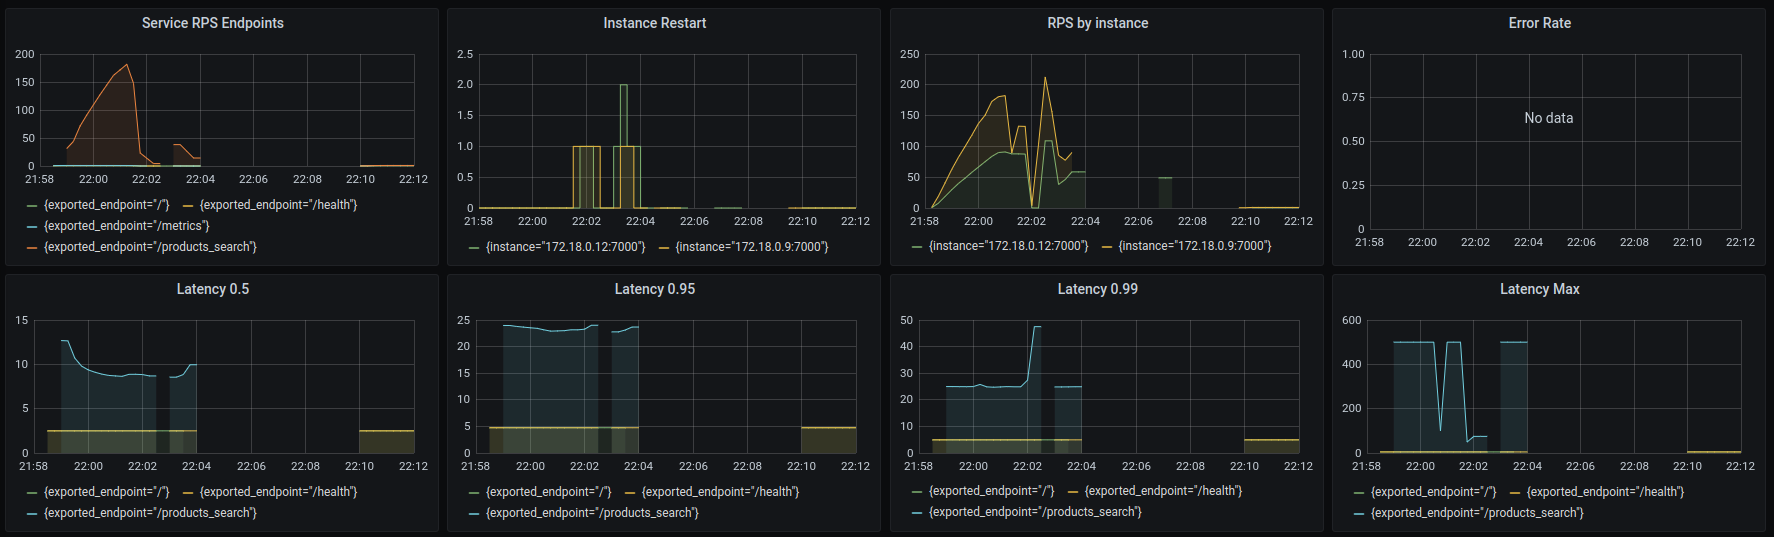 Service RPS Endpoints
200
150
100
50
0
21:58 22:00 22:02 22:04 22:06 22:08 22:10 22:12
{exported_endpoint="/"} {exported_endpoint="/health"}
{exported_endpoint="/metrics"}
{exported_endpoint="/products_search"}
Instance Restart
2.5
2.0
1.5
1.0
0.5
0
21:58 22:00 22:02 22:04 22:06 22:08 22:10 22:12
{instance="172.18.0.12:7000"} {instance="172.18.0.9:7000"}
RPS by instance
250
200
150
100
50
0
21:58 22:00 22:02 22:04 22:06 22:08 22:10 22:12
{instance="172.18.0.12:7000"} {instance="172.18.0.9:7000"}
Error Rate
1.00
0.75
No data
0.50
0.25
0
21:58 22:00 22:02 22:04 22:06 22:08 22:10 22:12
Latency 0.5
15
10
5
0
21:58 22:00 22:02 22:04 22:06 22:08 22:10 22:12
{exported_endpoint="/"} {exported_endpoint="/health"}
{exported_endpoint="/products_search"}
Latency 0.95
25
20
15
10
5
0
21:58 22:00 22:02 22:04 22:06 22:08 22:10 22:12
{exported_endpoint="/"} {exported_endpoint="/health"}
{exported_endpoint="/products_search"}
Latency 0.99
50
40
30
20
10
0
21:58 22:00 22:02 22:04 22:06 22:08 22:10 22:12
{exported_endpoint="/"} {exported_endpoint="/health"}
{exported_endpoint="/products_search"}
Latency Max
600
400
200
0
21:58 22:00 22:02 22:04 22:06 22:08 22:10 22:12
{exported_endpoint="/"} {exported_endpoint="/health"}
{exported_endpoint="/products_search"}